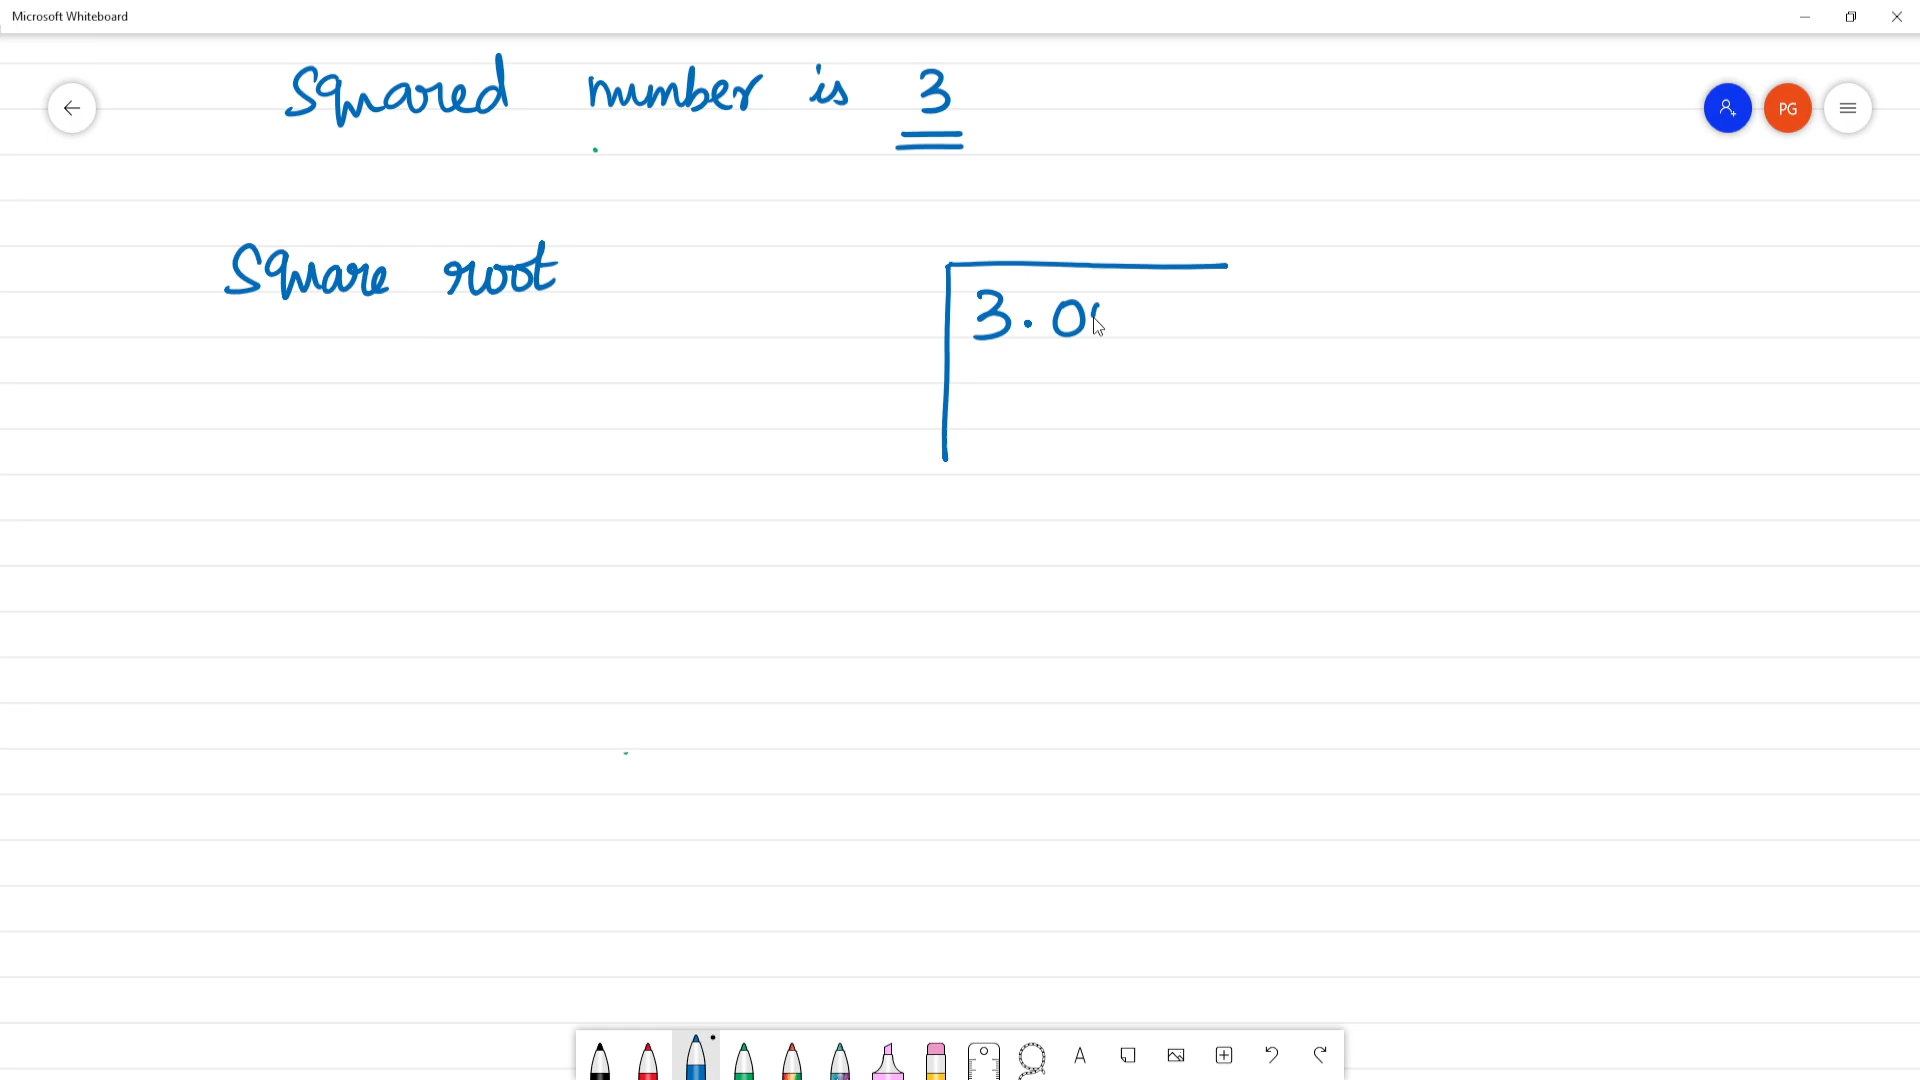 Microsoft Whiteboard
Squared number is 3
PG
Square root
3.0
A